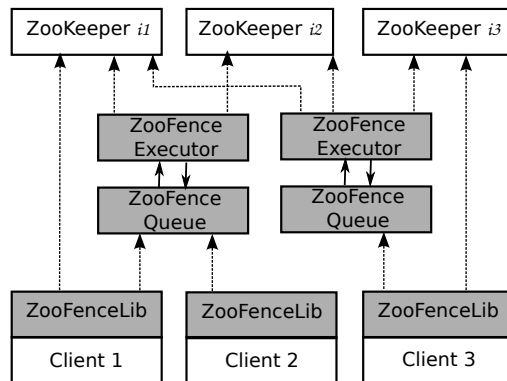 ZooKeeper i1
ZooKeeper i2
ZooKeeper i3
ZooFence
Executor
ZooFence
Executor
ZooFence
Queue
ZooFence
Queue
ZooFenceLib
ZooFenceLib
ZooFenceLib
Client 1
Client 2
Client 3